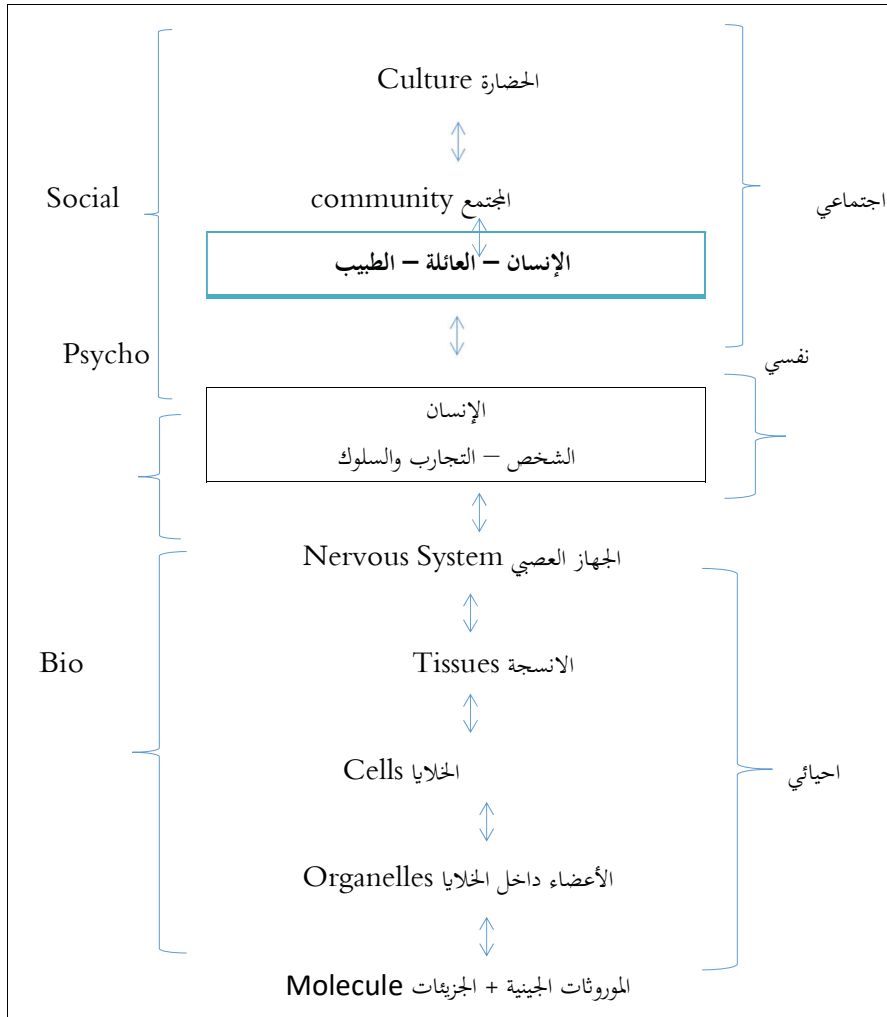 الحضارة Culture
Social
المجتمع community
اجتماعي
الإنسان – العائلة – الطبيب
Psycho
نفسي
الإنسان
الشخص – التجارب والسلوك
الجهاز العصبي Nervous System
Bio
الانسجة Tissues
الخلايا Cells
احيائي
الأعضاء داخل الخلايا Organelles
الموروثات الجينية + الجزيئات Molecule